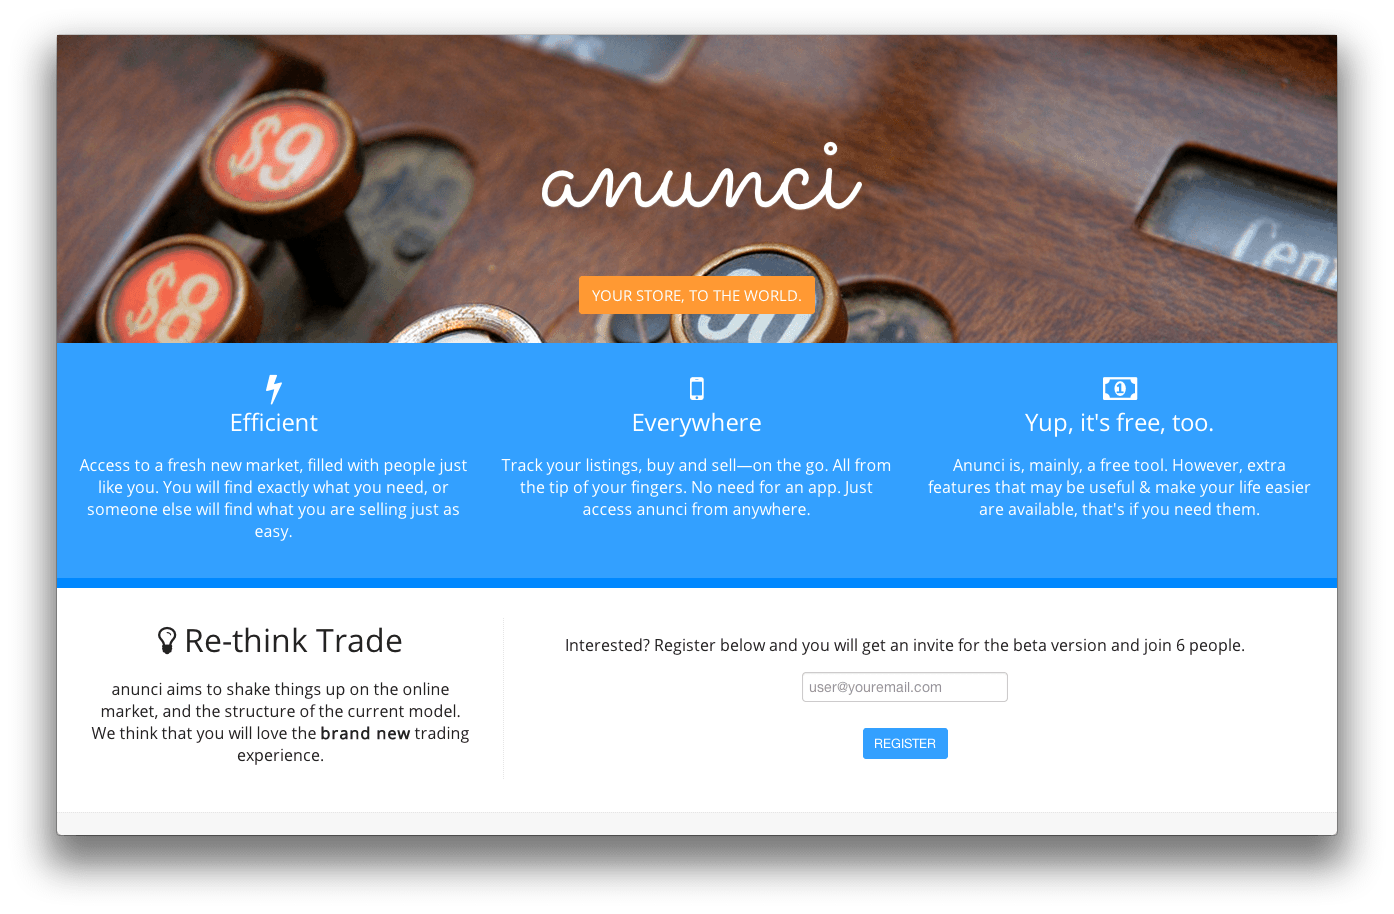 $9
anunci
Cent
$8
90
YOUR STORE, TO THE WORLD.
Efficient
Access to a fresh new market, filled with people just
like you. You will find exactly what you need, or
someone else will find what you are selling just as
easy.
Everywhere
Track your listings, buy and sell—on the go. All from
the tip of your fingers. No need for an app. Just
access anunci from anywhere.
1
Yup, it's free, too.
Anunci is, mainly, a free tool. However, extra
features that may be useful & make your life easier
are available, that's if you need them.
Re-think Trade
anunci aims to shake things up on the online
market, and the structure of the current model.
We think that you will love the brand new trading
experience.
Interested? Register below and you will get an invite for the beta version and join 6 people.
user@youremail.com
REGISTER